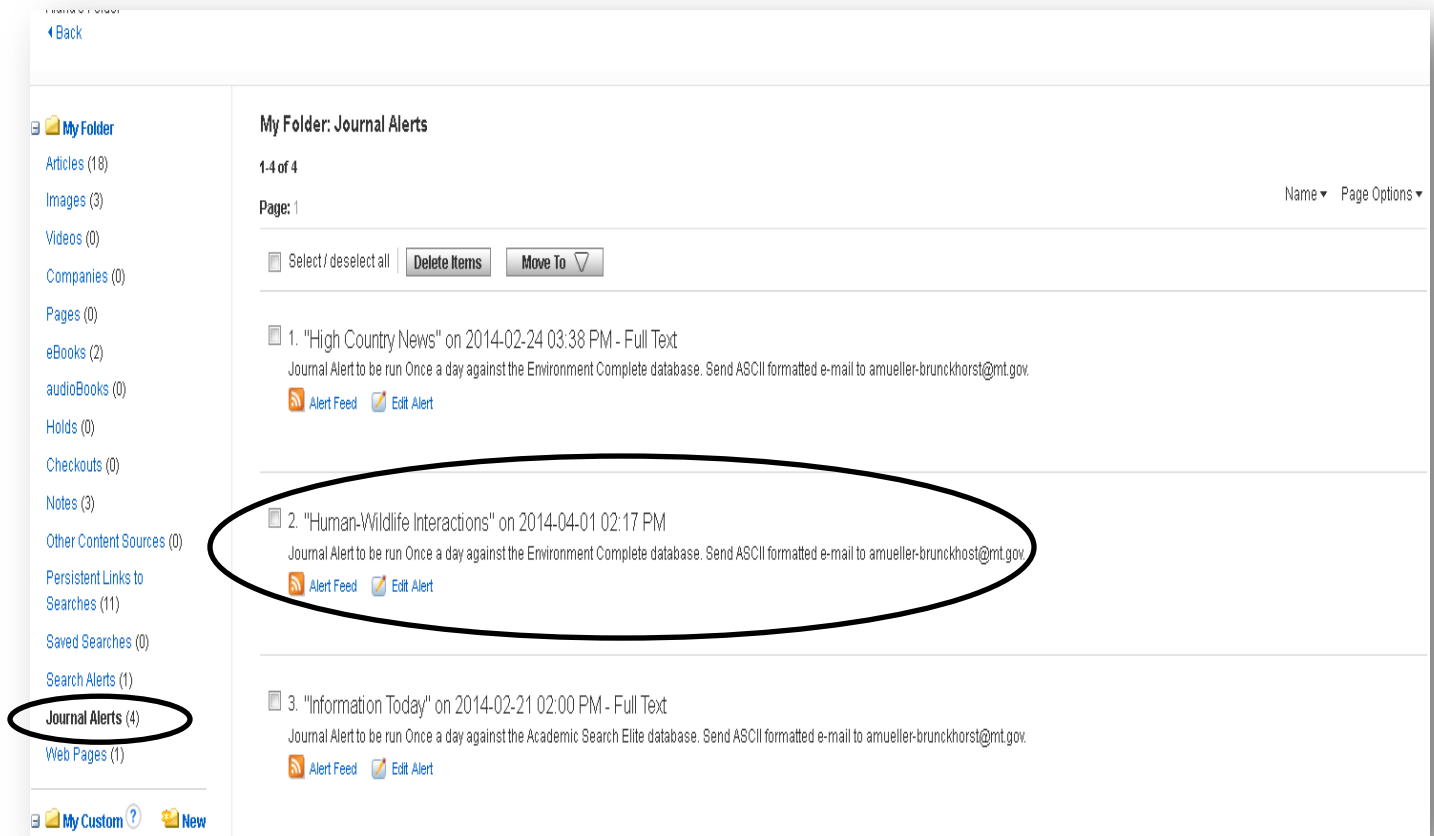 Back
My Folder
Articles (18)
Images (3)
Videos (0)
Companies (0)
Pages (0)
eBooks (2)
audioBooks (0)
Holds (0)
Checkouts (0)
Notes (3)
Other Content Sources (0)
Persistent Links to
Searches (11)
Saved Searches (0)
Search Alerts (1)
Journal Alerts (4)
Web Pages (1)
My Custom ? New
My Folder: Journal Alerts
1-4 of 4
Name Page Options
Page: 1
Select / deselect all Delete Items Move To
1. "High Country News" on 2014-02-24 03:38 PM - Full Text
Journal Alert to be run Once a day against the Environment Complete database. Send ASCII formatted e-mail to amueller-brunckhorst@mt.gov.
Alert Feed Edit Alert
2. "Human-Wildlife Interactions" on 2014-04-01 02:17 PM
Journal Alert to be run Once a day against the Environment Complete database. Send ASCII formatted e-mail to amueller-brunckhost@mt.gov.
Alert Feed Edit Alert
3. "Information Today" on 2014-02-21 02:00 PM - Full Text
Journal Alert to be run Once a day against the Academic Search Elite database. Send ASCII formatted e-mail to amueller-brunckhorst@mt.gov.
Alert Feed Edit Alert